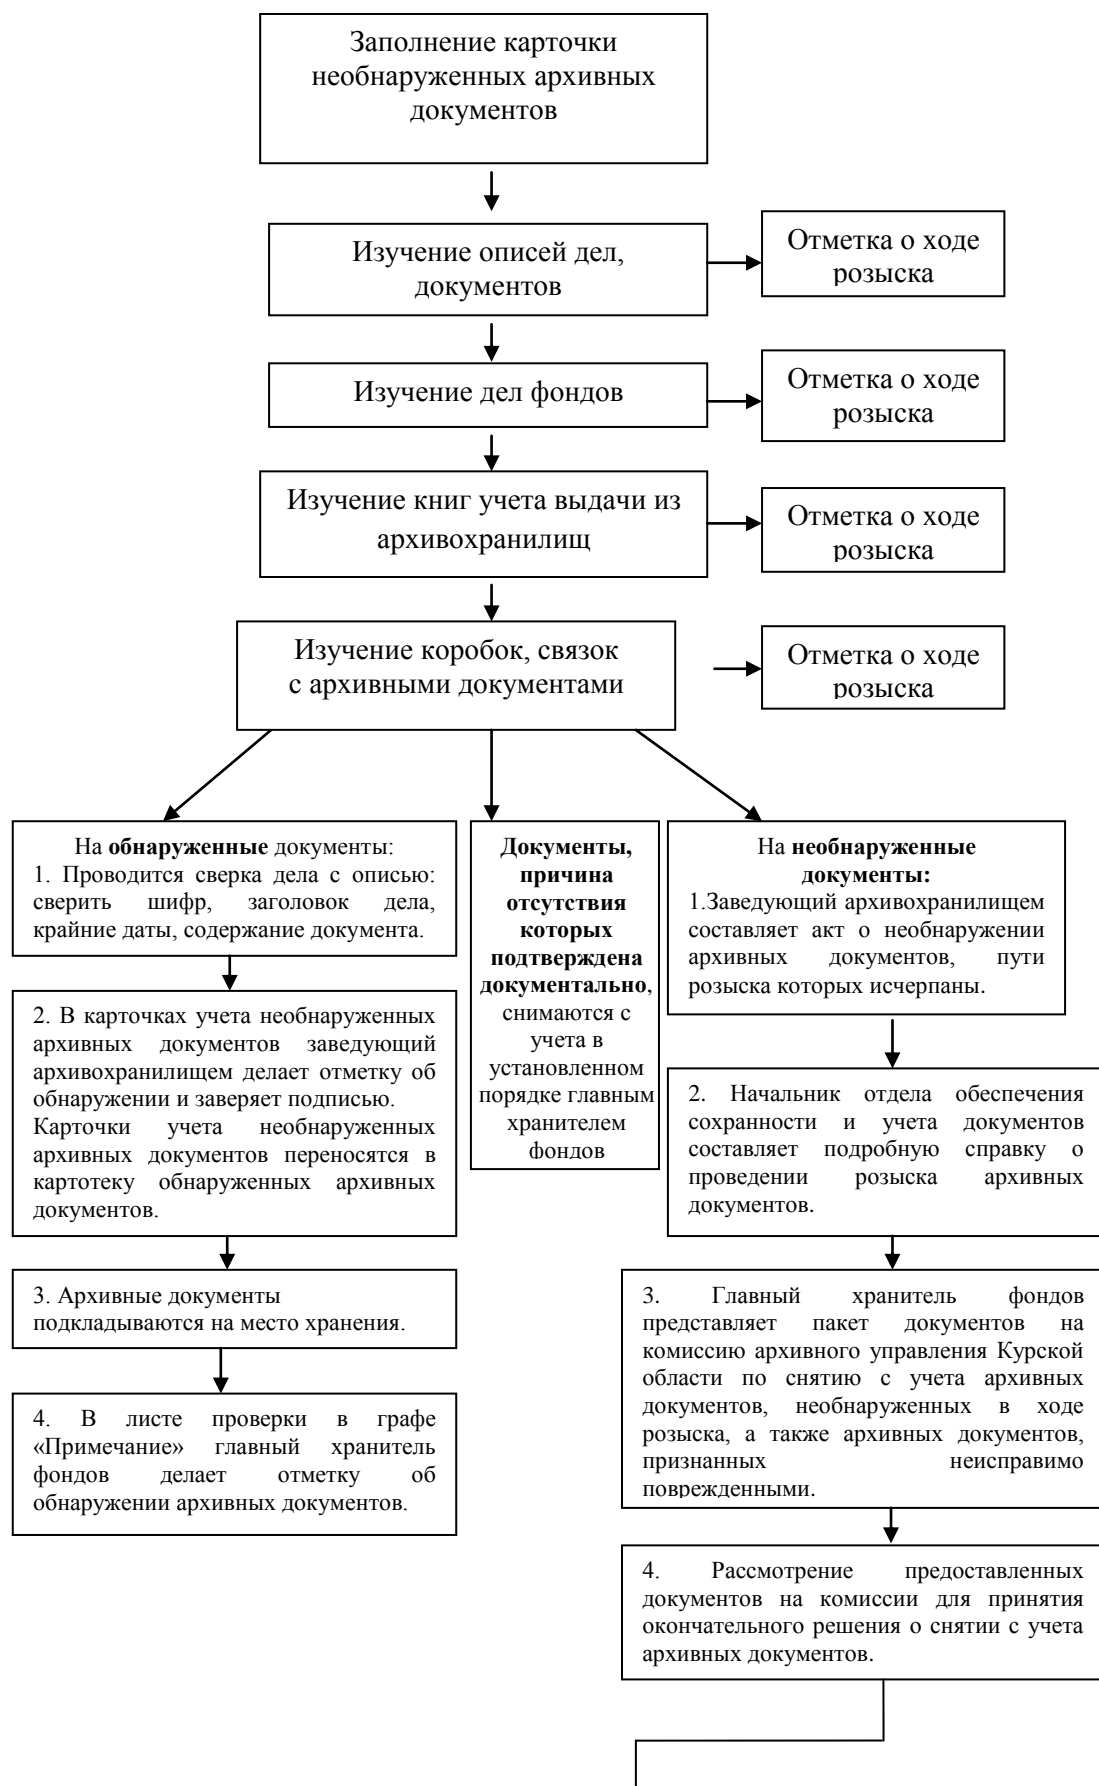 Заполнение карточки
необнаруженных архивных
документов
Изучение описей дел,
документов
Отметка о ходе
розыска
Изучение дел фондов
Отметка о ходе
розыска
Изучение книг учета выдачи из
архивохранилищ
Отметка о ходе
розыска
Изучение коробок, связок
с архивными документами
Отметка о ходе
розыска
На обнаруженные документы:
1. Проводится сверка дела с описью:
сверить шифр, заголовок дела,
крайние даты, содержание документа.
2. В карточках учета необнаруженных
архивных документов заведующий
архивохранилищем делает отметку об
обнаружении и заверяет подписью.
Карточки учета необнаруженных
архивных документов переносятся в
картотеку обнаруженных архивных
документов.
3. Архивные документы
подкладываются на место хранения.
4. В листе проверки в графе
«Примечание» главный хранитель
фондов делает отметку об
обнаружении архивных документов.
Документы,
причина
отсутствия
которых
подтверждена
документально,
снимаются с
учета в
установленном
порядке главным
хранителем
фондов
На необнаруженные
документы:
1.Заведующий архивохранилищем
составляет акт о необнаружении
архивных документов, пути
розыска которых исчерпаны.
2. Начальник отдела обеспечения
сохранности и учета документов
составляет подробную справку о
проведении розыска архивных
документов.
3. Главный хранитель фондов
представляет пакет документов на
комиссию архивного управления Курской
области по снятию с учета архивных
документов, необнаруженных в ходе
розыска, а также архивных документов,
признанных неисправимо
поврежденными.
4. Рассмотрение предоставленных
документов на комиссии для принятия
окончательного решения о снятии с учета
архивных документов.